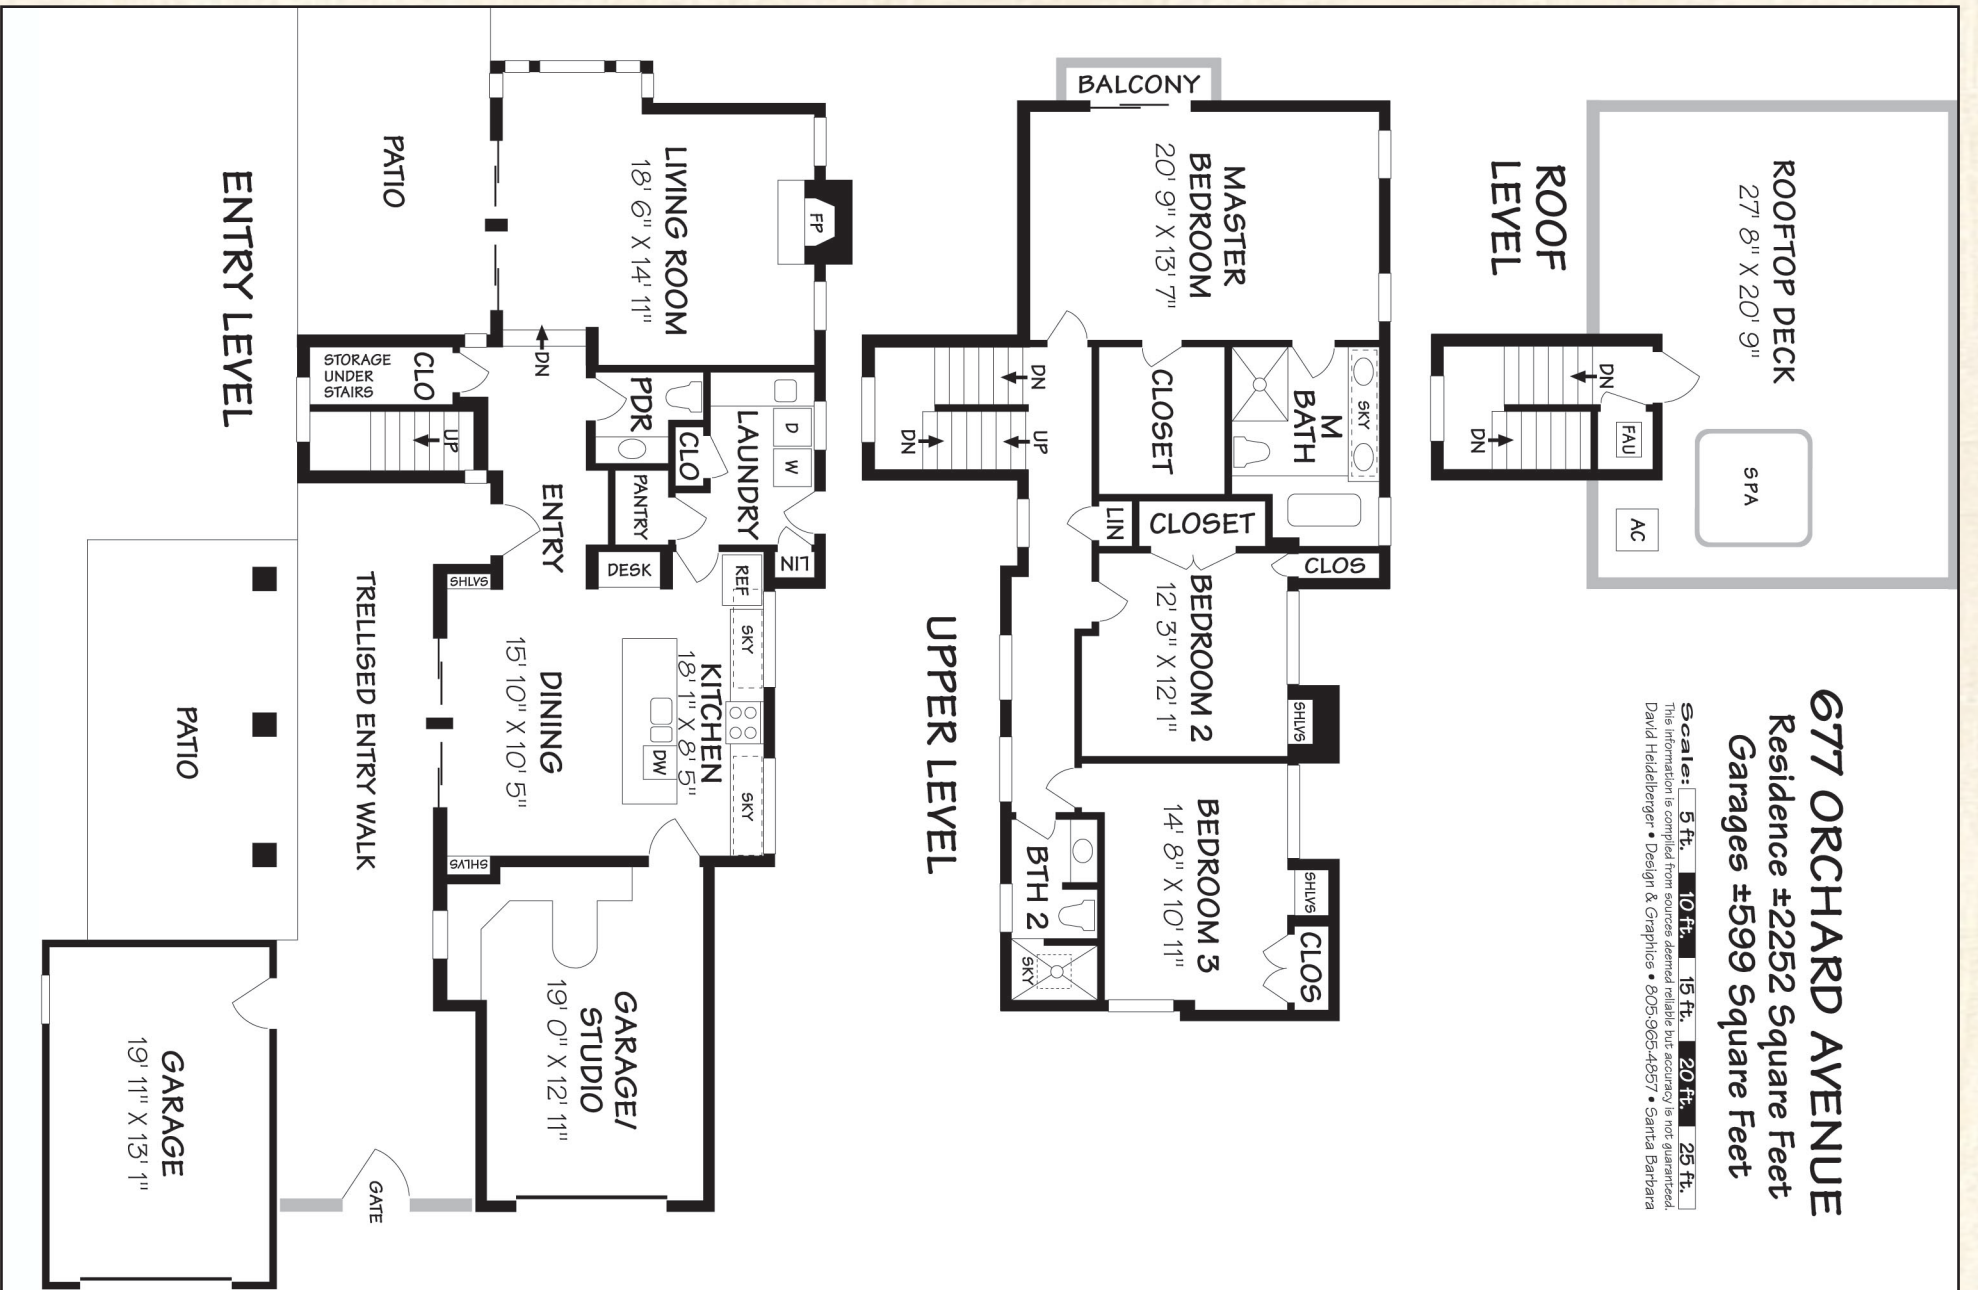 677 ORCHARD AVENUE
Residence ±2252 Square Feet
Garages ±599 Square Feet
Scale: 5 ft. 10 ft. 15 ft. 20 ft. 25 ft.
This information is compiled from sources deemed reliable but accuracy is not guaranteed.
David Heidelberger • Design & Graphics • 805·965·4857 • Santa Barbara
ROOFTOP DECK
27' 8" X 20' 9"
SPA
AC
FAU
DN
DN
ROOF
LEVEL
BALCONY
MASTER
BEDROOM
20' 9" X 13' 7"
M
BATH
SKY
CLOSET
DN
UP
DN
LIN
CLOSET
CLOS
BEDROOM 2
12' 3" X 12' 1"
SHLVS
BEDROOM 3
14' 8" X 10' 11"
SHLVS
CLOS
BTH 2
SKY
UPPER LEVEL
LIVING ROOM
18' 6" X 14' 11"
FP
PATIO
DN
STORAGE
UNDER
STAIRS
CLO
UP
PDR
CLO
LAUNDRY
D
W
PANTRY
LIN
ENTRY
DESK
REF
SHLVS
SKY
KITCHEN
18' 1" X 8' 5"
DW
SKY
DINING
15' 10" X 10' 5"
SHLVS
TRELLISED ENTRY WALK
PATIO
GARAGE/
STUDIO
19' 0" X 12' 11"
GATE
GARAGE
19' 11" X 13' 1"
ENTRY LEVEL